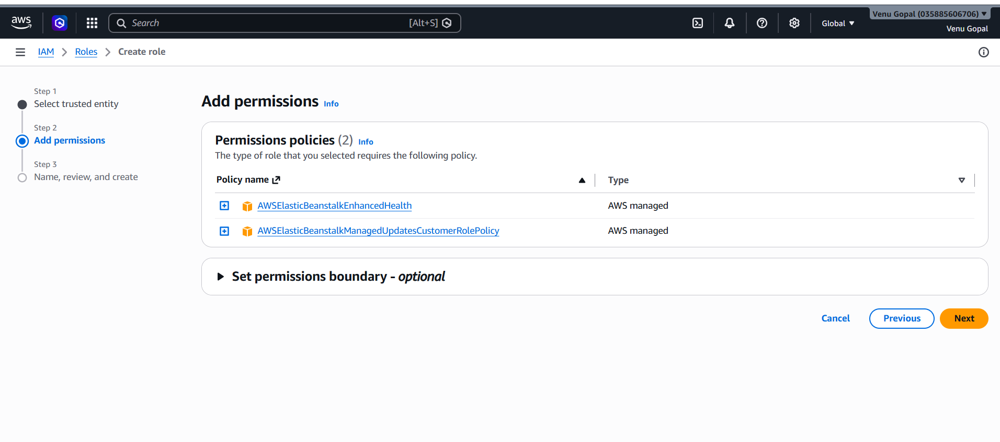 aws
Search [Alt+S]
Global
Venu Gopal (035885606706)
Venu Gopal
IAM Roles Create role
Step 1
Select trusted entity
Step 2
Add permissions
Step 3
Name, review, and create
Add permissions Info
Permissions policies (2) Info
The type of role that you selected requires the following policy.
Policy name Type
AWSElasticBeanstalkEnhancedHealth AWS managed
AWSElasticBeanstalkManagedUpdatesCustomerRolePolicy AWS managed
Set permissions boundary - optional
Cancel Previous Next